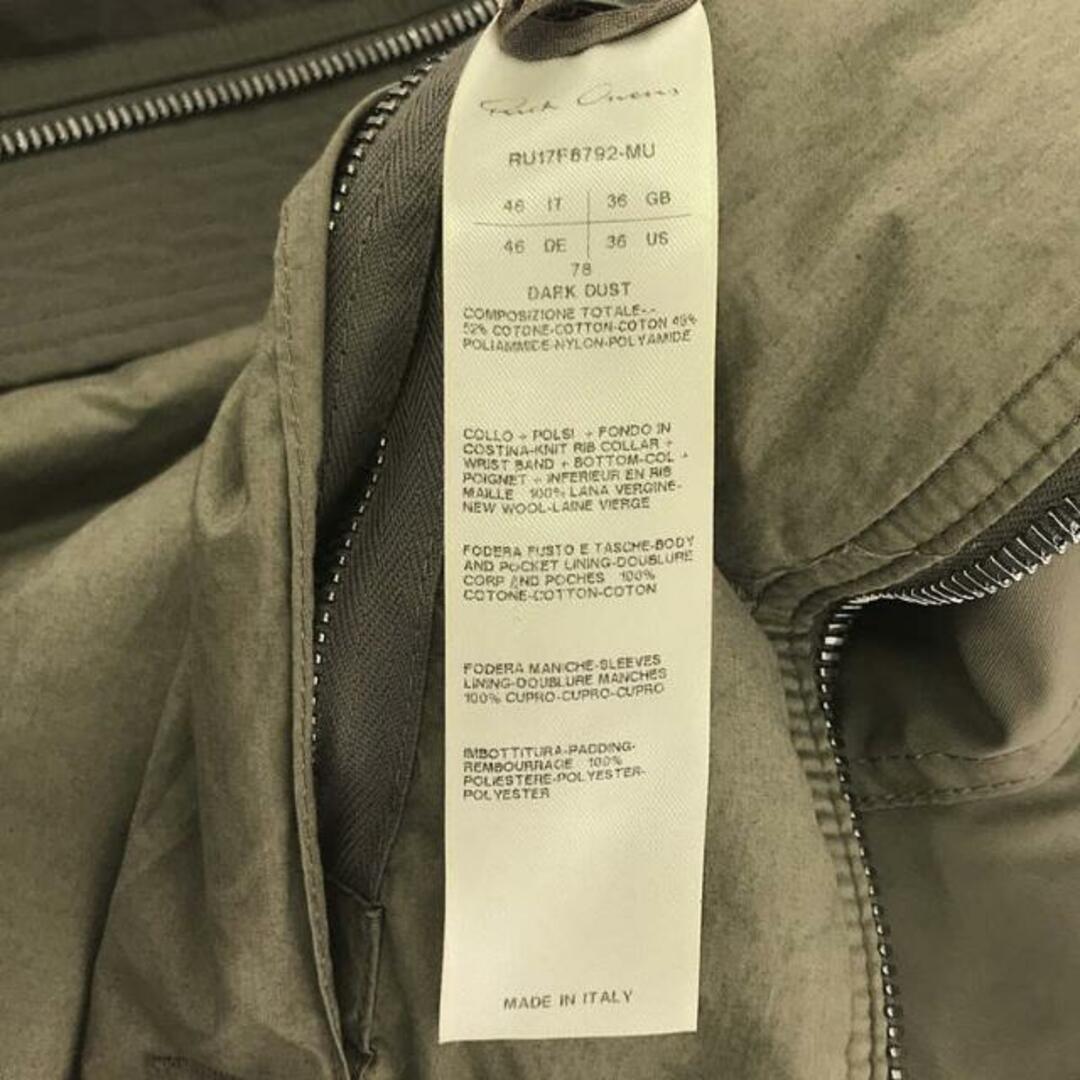 Rick Owens
RU17F6792-MU
46 IT 36 GB
46 DE 36 US
78
DARK DUST
COMPOSIZIONE TOTALE--
52% COTONE-COTTON-COTON 48%
POLIAMMIDE-NYLON-POLYAMIDE
COLLO + POLSI + FONDO IN
COSTINA-KNIT RIB COLLAR +
WRIST BAND + BOTTOM-COL +
POIGNET + INFERIEUR EN RIB
MAILLE 100% LANA VERGINE-
NEW WOOL-LAINE VIERGE
FODERA FUSTO E TASCHE-BODY
AND POCKET LINING-DOUBLURE
CORP AND POCHES 100%
COTONE-COTTON-COTON
FODERA MANICHE-SLEEVES
LINING-DOUBLURE MANCHES
100% CUPRO-CUPRO-CUPRO
IMBOTTITURA-PADDING-
REMBOURRAGE 100%
POLIESTERE-POLYESTER-
POLYESTER
MADE IN ITALY